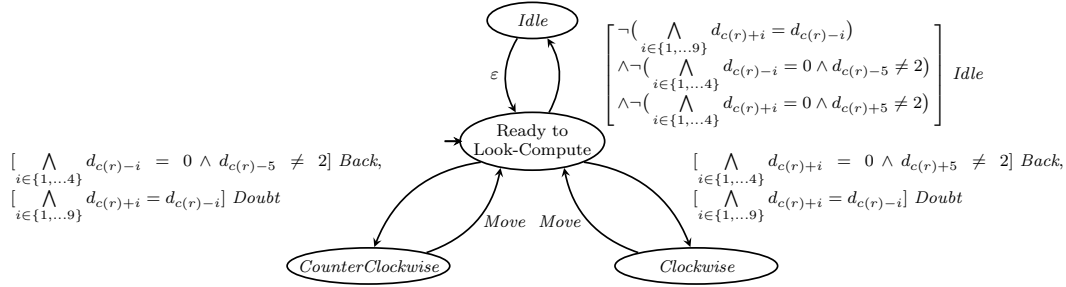 Idle
¬( ⋀ i∈{1,...9} d_{c(r)+i} = d_{c(r)−i})
∧¬( ⋀ i∈{1,...4} d_{c(r)−i} = 0 ∧ d_{c(r)−5} ≠ 2)
∧¬( ⋀ i∈{1,...4} d_{c(r)+i} = 0 ∧ d_{c(r)+5} ≠ 2)
Idle
ε
Ready to
Look-Compute
[ ⋀ i∈{1,...4} d_{c(r)−i} = 0 ∧ d_{c(r)−5} ≠ 2] Back,
[ ⋀ i∈{1,...9} d_{c(r)+i} = d_{c(r)−i}] Doubt
[ ⋀ i∈{1,...4} d_{c(r)+i} = 0 ∧ d_{c(r)+5} ≠ 2] Back,
[ ⋀ i∈{1,...9} d_{c(r)+i} = d_{c(r)−i}] Doubt
Move Move
CounterClockwise
Clockwise